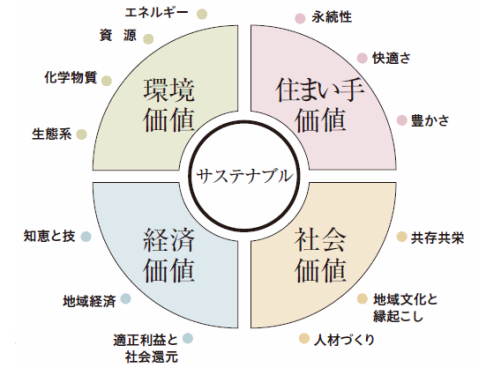 エネルギー
資 源
化学物質
生態系
環境
価値
永続性
快適さ
豊かさ
住まい手
価値
サステナブル
知恵と技
地域経済
適正利益と
社会還元
経済
価値
共存共栄
地域文化と
縁起こし
人材づくり
社会
価値